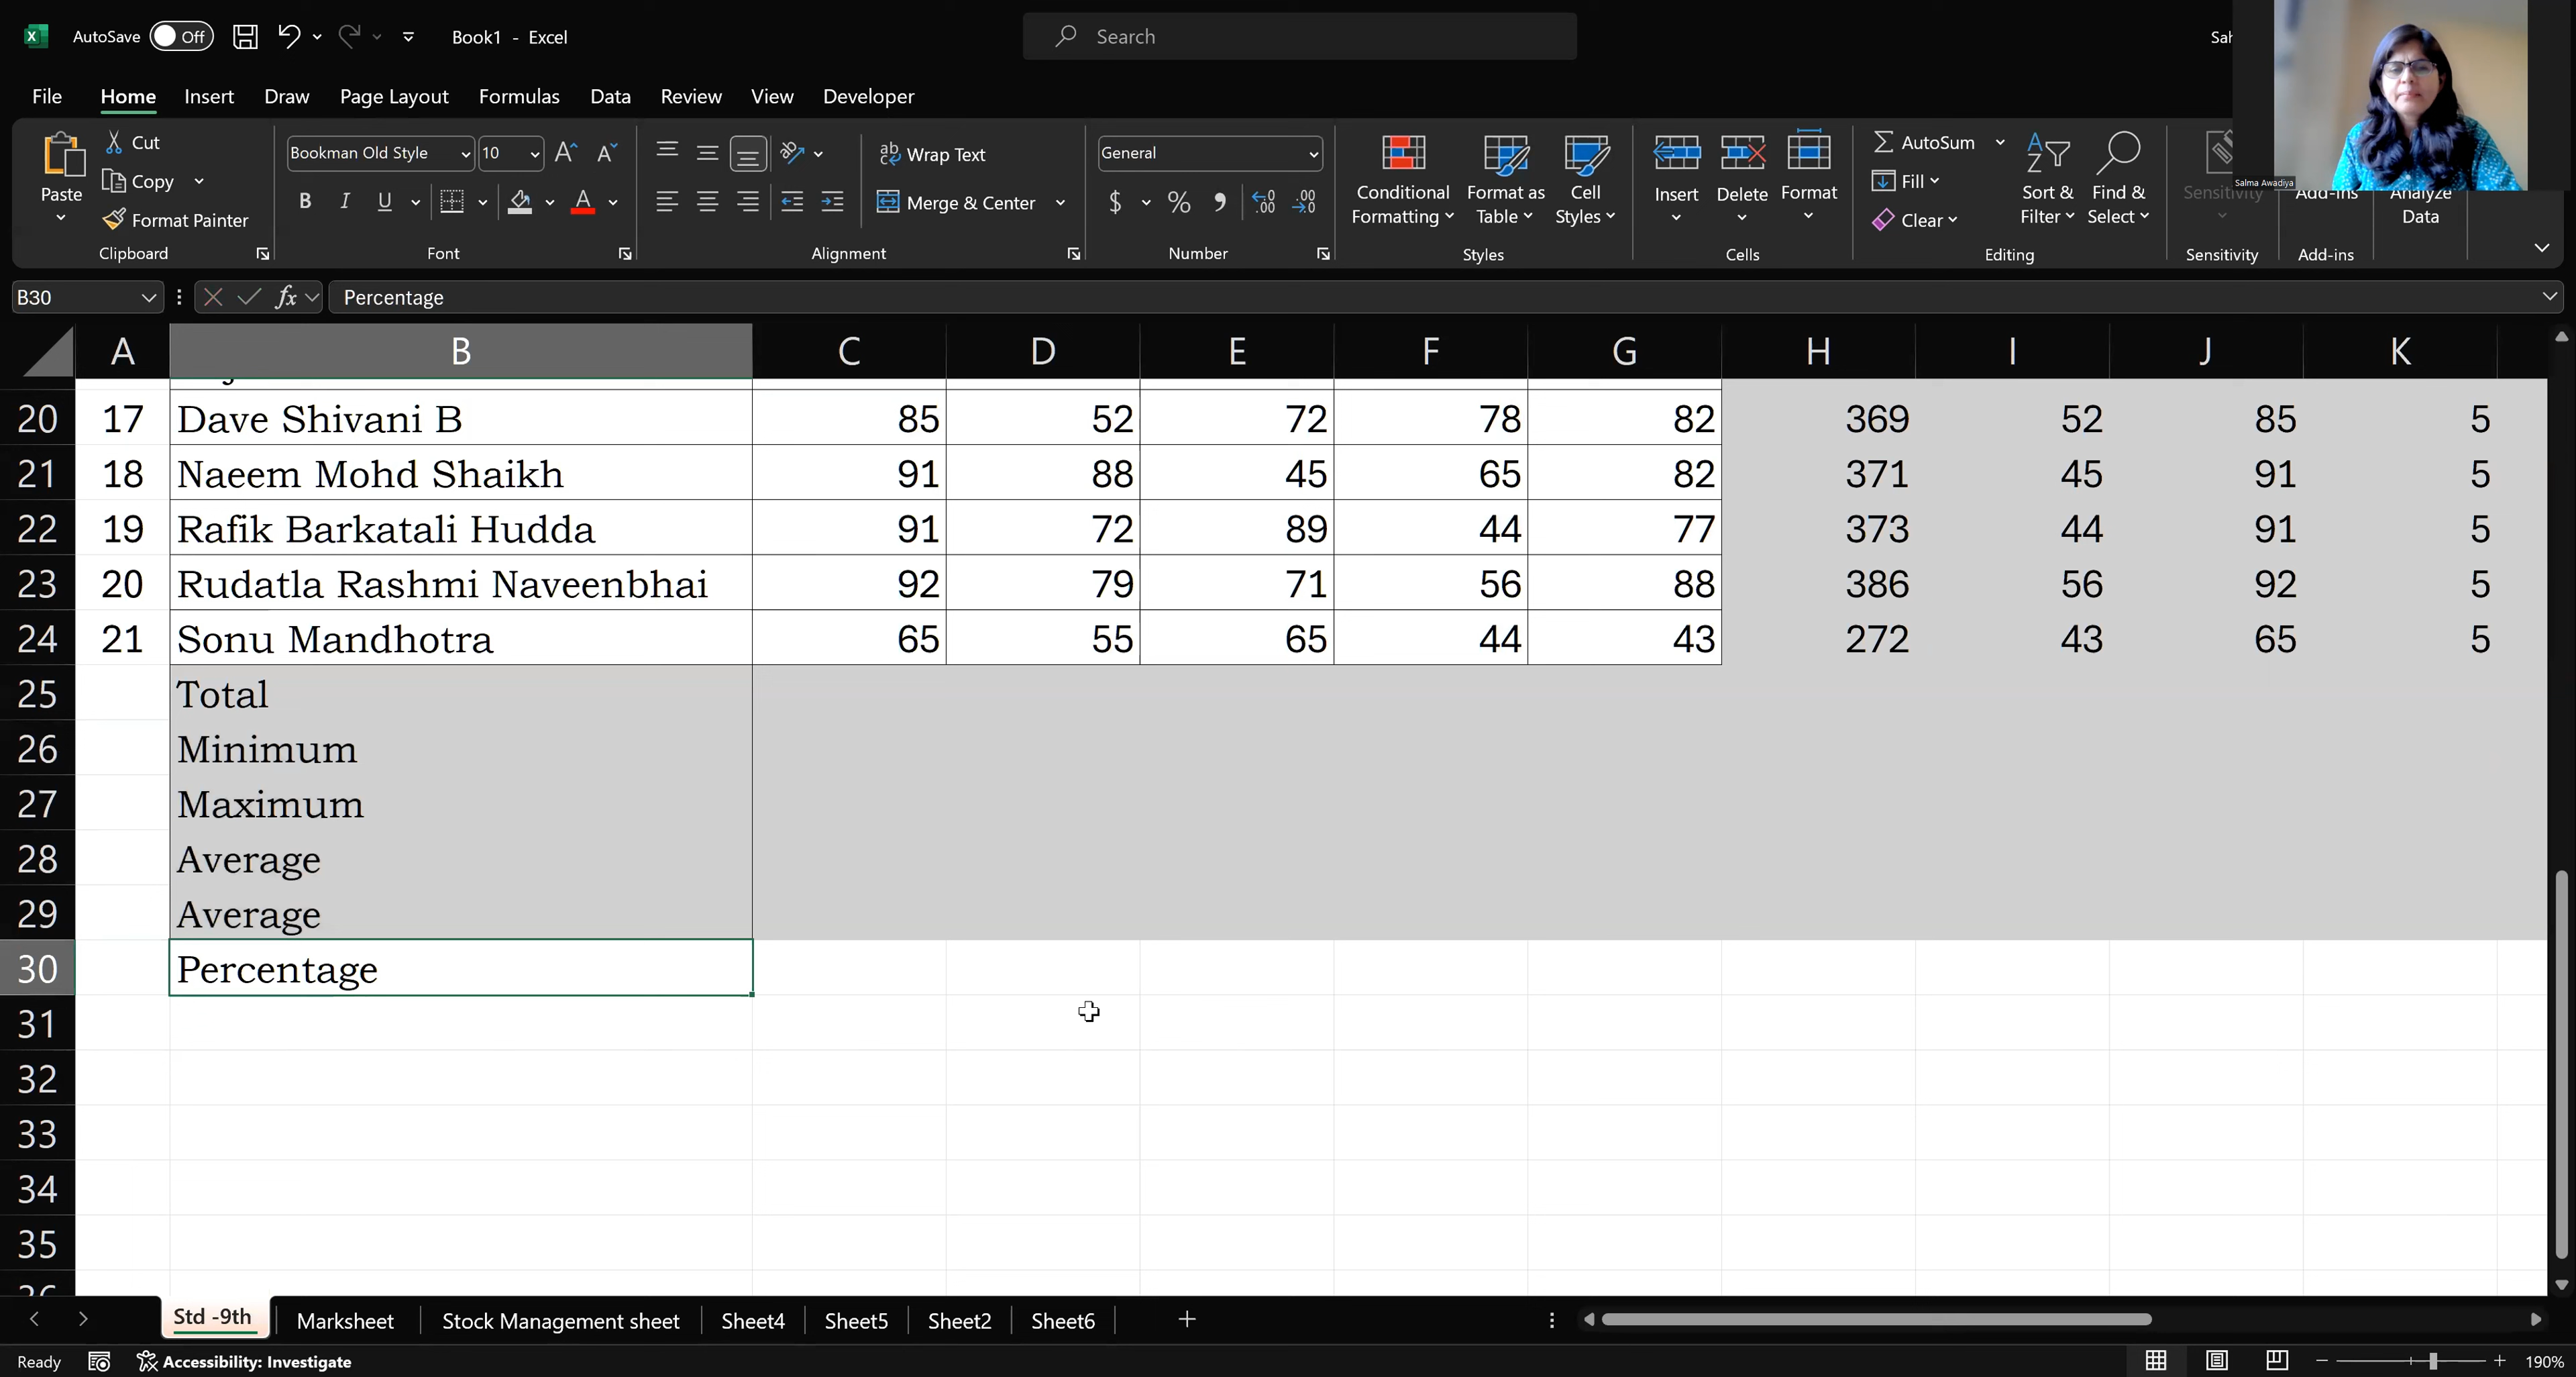 AutoSave Off Book1 - Excel Search
File Home Insert Draw Page Layout Formulas Data Review View Developer
Paste Cut Copy Format Painter Clipboard
Bookman Old Style 10 B I U A Font
ab Wrap Text Merge & Center Alignment
General $ % Number
Conditional Formatting Format as Table Cell Styles Styles
Insert Delete Format Cells
AutoSum Fill Clear Sort & Filter Find & Select Editing
Sensitivity Sensitivity Add-ins Add-ins Analyze Data
Salma Awadiya
B30 fx Percentage
A B C D E F G H I J K
20 17 Dave Shivani B 85 52 72 78 82 369 52 85 5
21 18 Naeem Mohd Shaikh 91 88 45 65 82 371 45 91 5
22 19 Rafik Barkatali Hudda 91 72 89 44 77 373 44 91 5
23 20 Rudatla Rashmi Naveenbhai 92 79 71 56 88 386 56 92 5
24 21 Sonu Mandhotra 65 55 65 44 43 272 43 65 5
25 Total
26 Minimum
27 Maximum
28 Average
29 Average
30 Percentage
31
32
33
34
35
Std -9th Marksheet Stock Management sheet Sheet4 Sheet5 Sheet2 Sheet6
Ready Accessibility: Investigate 190%